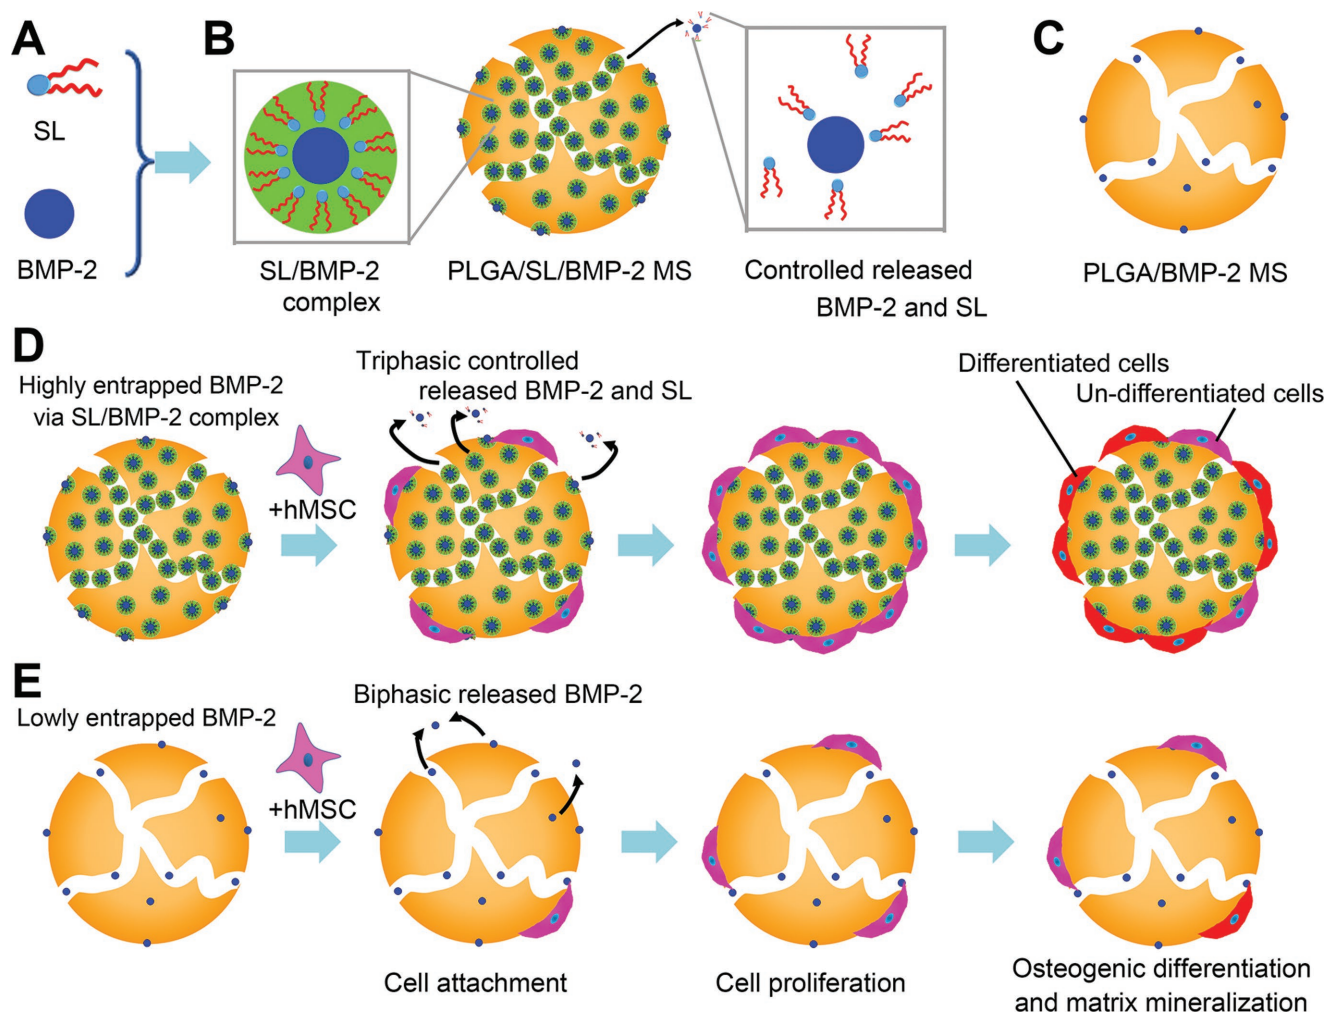 A
SL
BMP-2
B
SL/BMP-2
complex
PLGA/SL/BMP-2 MS
Controlled released
BMP-2 and SL
C
PLGA/BMP-2 MS
D
Highly entrapped BMP-2
via SL/BMP-2 complex
+hMSC
Triphasic controlled
released BMP-2 and SL
Differentiated cells
Un-differentiated cells
E
Lowly entrapped BMP-2
+hMSC
Biphasic released BMP-2
Cell attachment
Cell proliferation
Osteogenic differentiation
and matrix mineralization